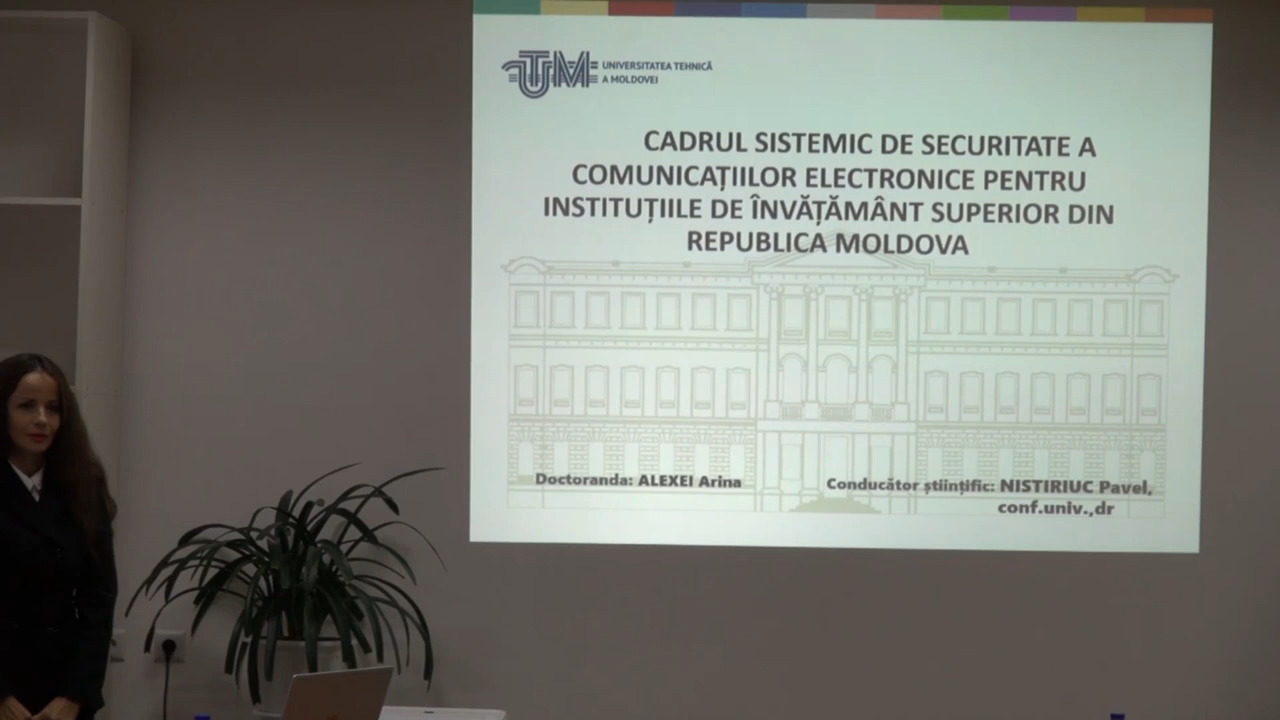 UTM UNIVERSITATEA TEHNICĂ
A MOLDOVEI
CADRUL SISTEMIC DE SECURITATE A
COMUNICAȚIILOR ELECTRONICE PENTRU
INSTITUȚIILE DE ÎNVĂȚĂMÂNT SUPERIOR DIN
REPUBLICA MOLDOVA
Doctoranda: ALEXEI Arina
Conducător științific: NISTIRIUC Pavel,
conf.univ.,dr